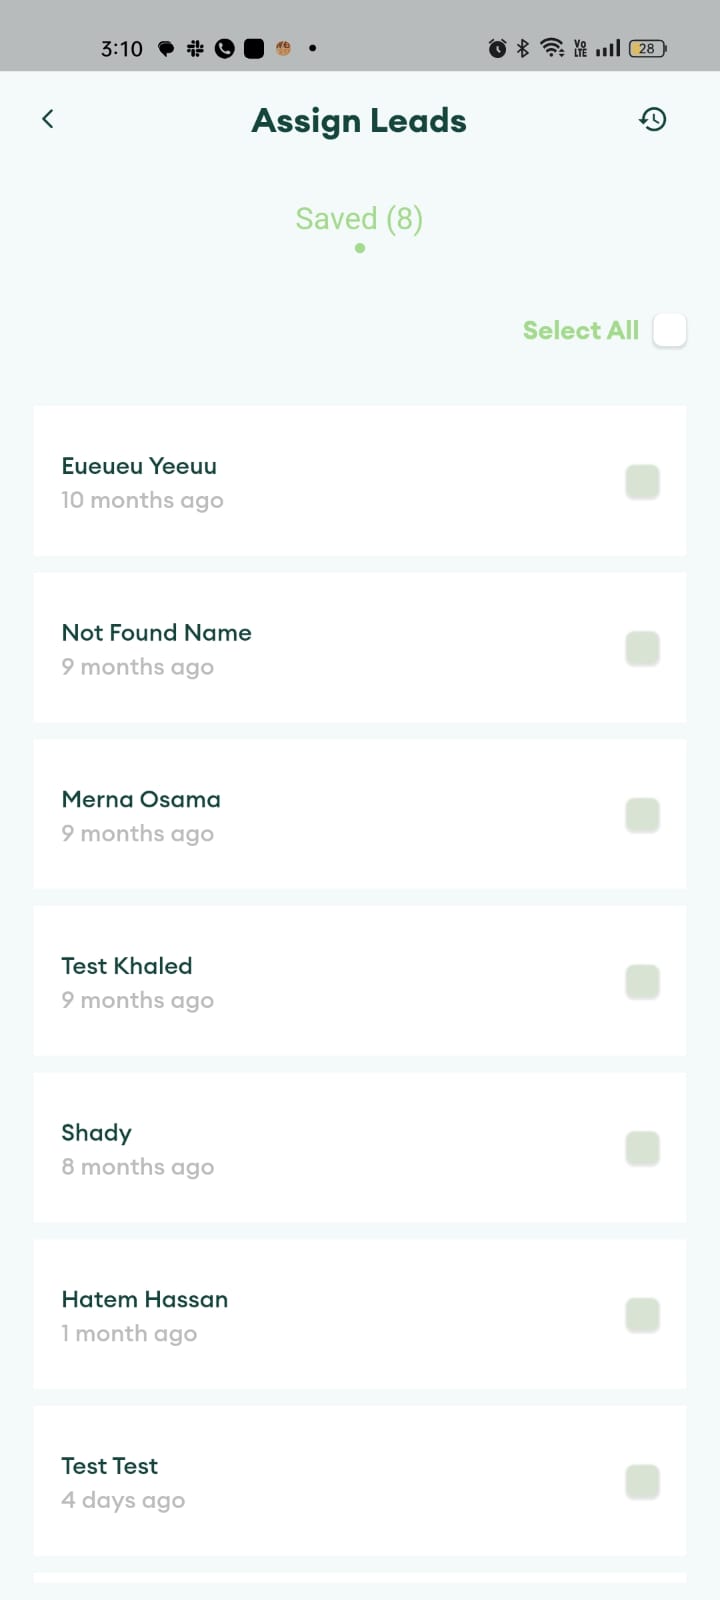 3:10
VO
LTE
28
Assign Leads
Saved (8)
Select All
Eueueu Yeeuu
10 months ago
Not Found Name
9 months ago
Merna Osama
9 months ago
Test Khaled
9 months ago
Shady
8 months ago
Hatem Hassan
1 month ago
Test Test
4 days ago